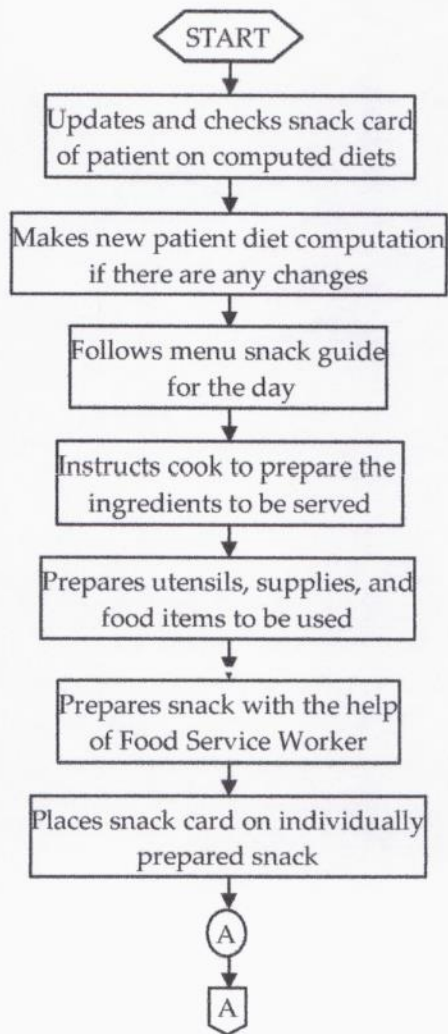 START
Updates and checks snack card
of patient on computed diets
Makes new patient diet computation
if there are any changes
Follows menu snack guide
for the day
Instructs cook to prepare the
ingredients to be served
Prepares utensils, supplies, and
food items to be used
Prepares snack with the help
of Food Service Worker
Places snack card on individually
prepared snack
A
A